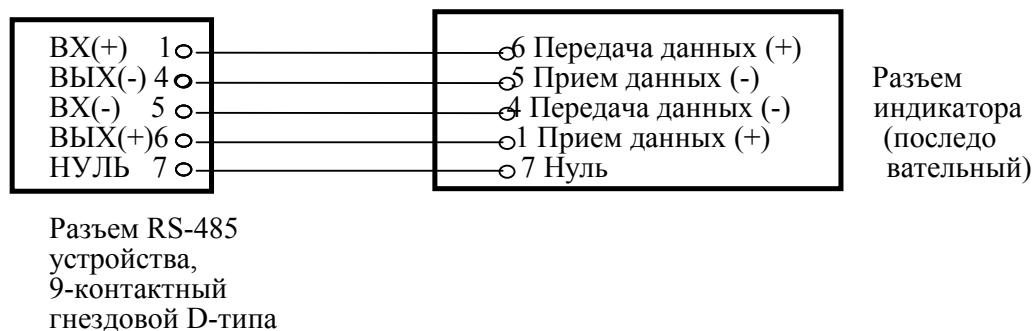 ВХ(+) 1
ВЫХ(-) 4
ВХ(-) 5
ВЫХ(+)6
НУЛЬ 7
6 Передача данных (+)
5 Прием данных (-)
4 Передача данных (-)
1 Прием данных (+)
7 Нуль
Разъем
индикатора
(последо
вательный)
Разъем RS-485
устройства,
9-контактный
гнездовой D-типа